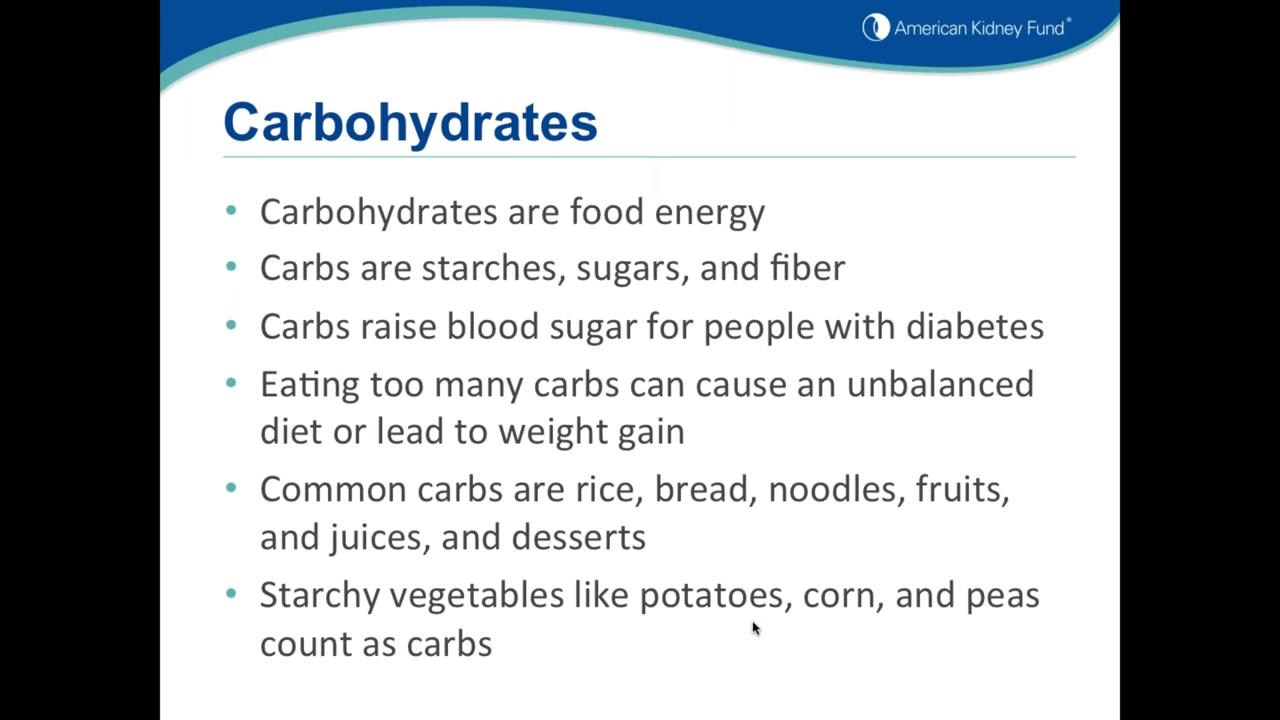 American Kidney Fund®
Carbohydrates
• Carbohydrates are food energy
• Carbs are starches, sugars, and fiber
• Carbs raise blood sugar for people with diabetes
• Eating too many carbs can cause an unbalanced
diet or lead to weight gain
• Common carbs are rice, bread, noodles, fruits,
and juices, and desserts
• Starchy vegetables like potatoes, corn, and peas
count as carbs